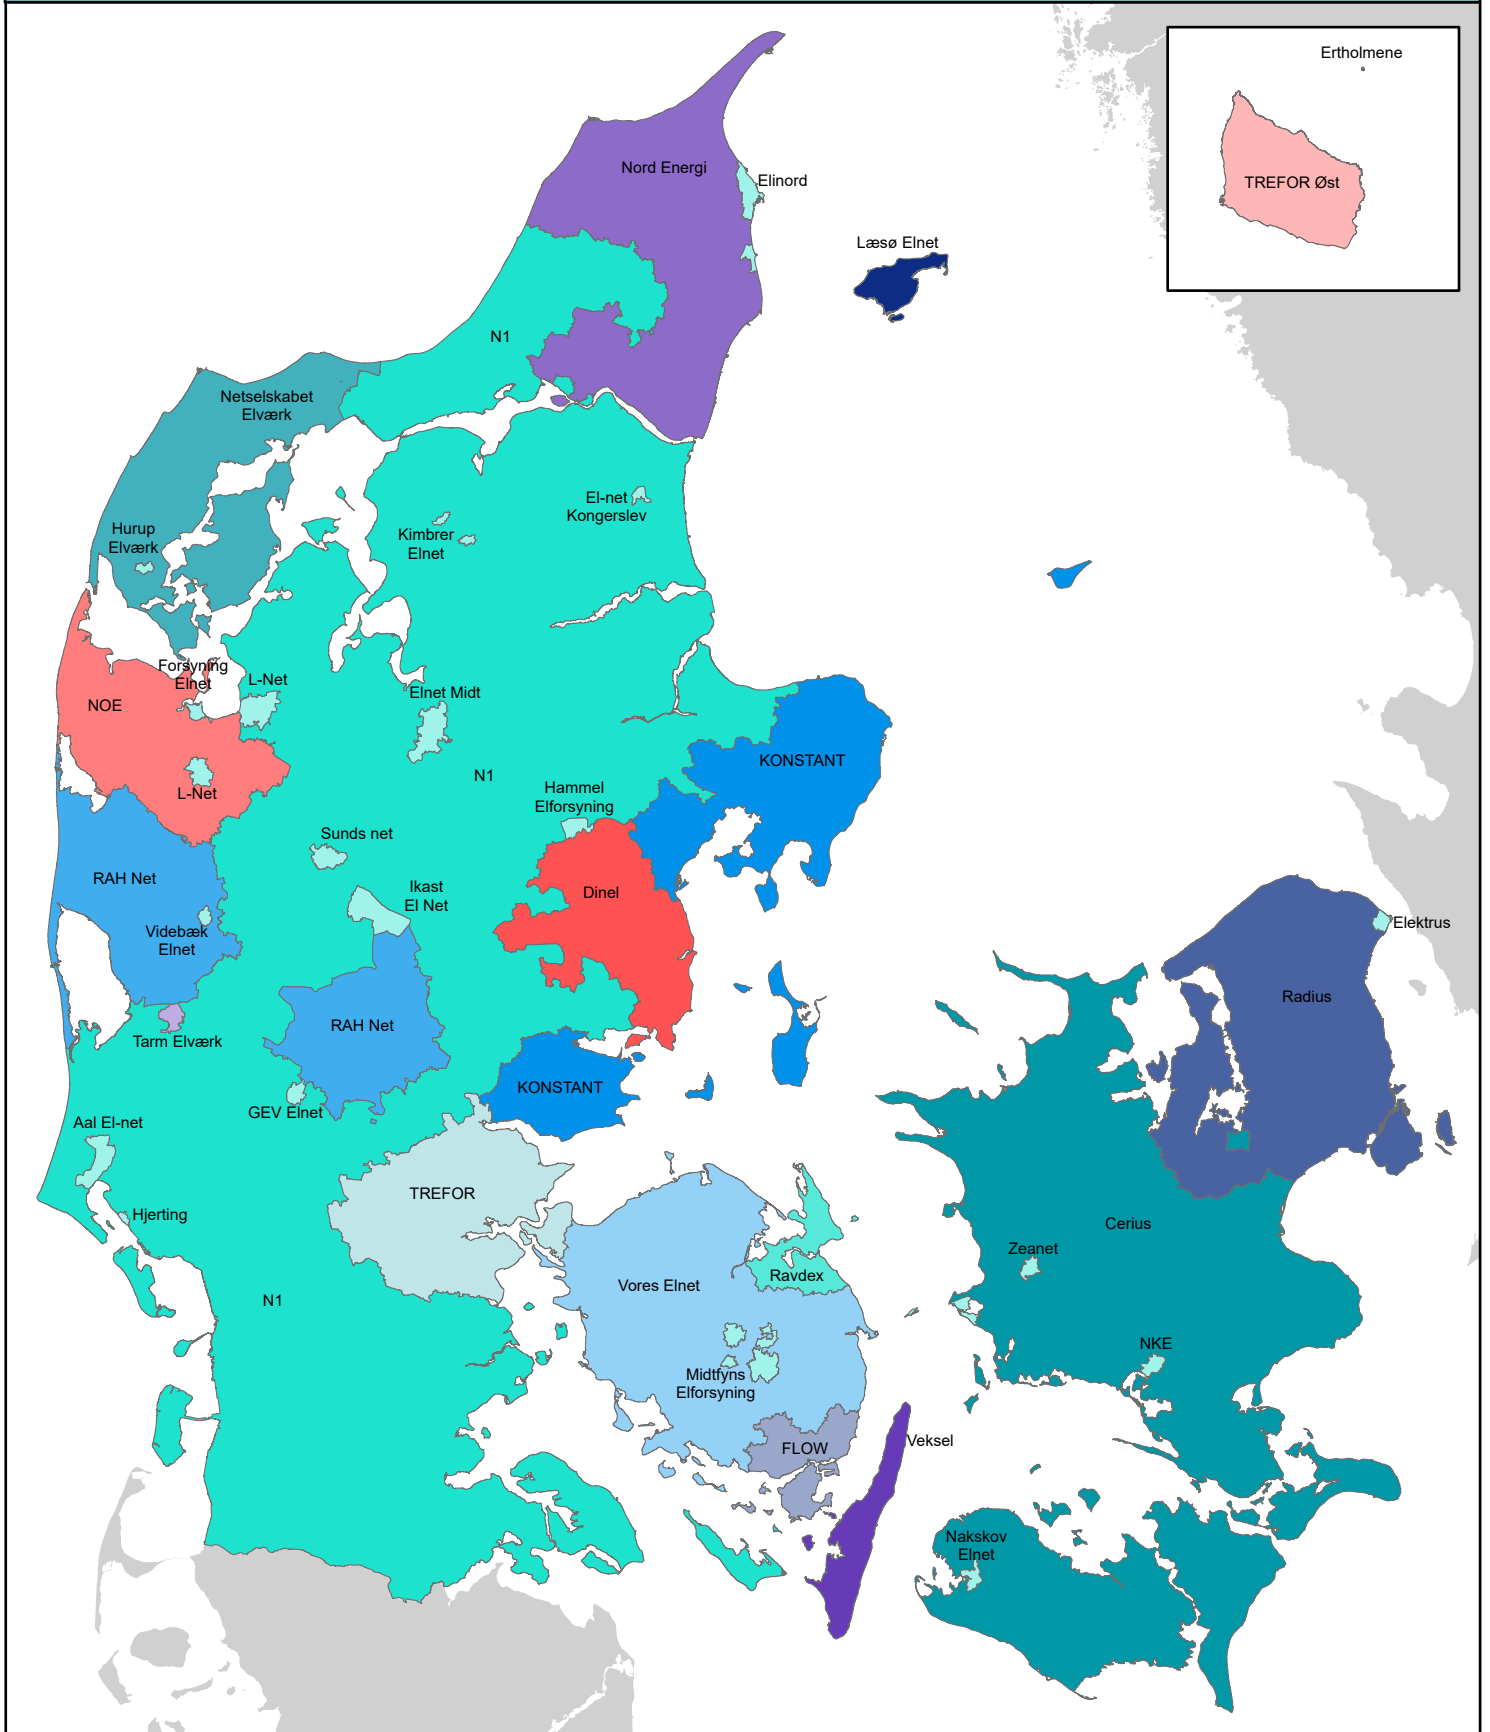 Ertholmene
TREFOR Øst
Nord Energi
Elinord
Læsø Elnet
N1
Netselskabet
Elværk
El-net
Kongerslev
Hurup
Elværk
Kimbrer
Elnet
Forsyning
Elnet
L-Net
Elnet Midt
NOE
KONSTANT
N1
L-Net
Hammel
Elforsyning
Sunds net
RAH Net
Ikast
El Net
Dinel
Videbæk
Elnet
Elektrus
Radius
RAH Net
Tarm Elværk
KONSTANT
GEV Elnet
Aal El-net
TREFOR
Hjerting
Cerius
Zeanet
Ravdex
Vores Elnet
N1
NKE
Midtfyns
Elforsyning
FLOW
Veksel
Nakskov
Elnet